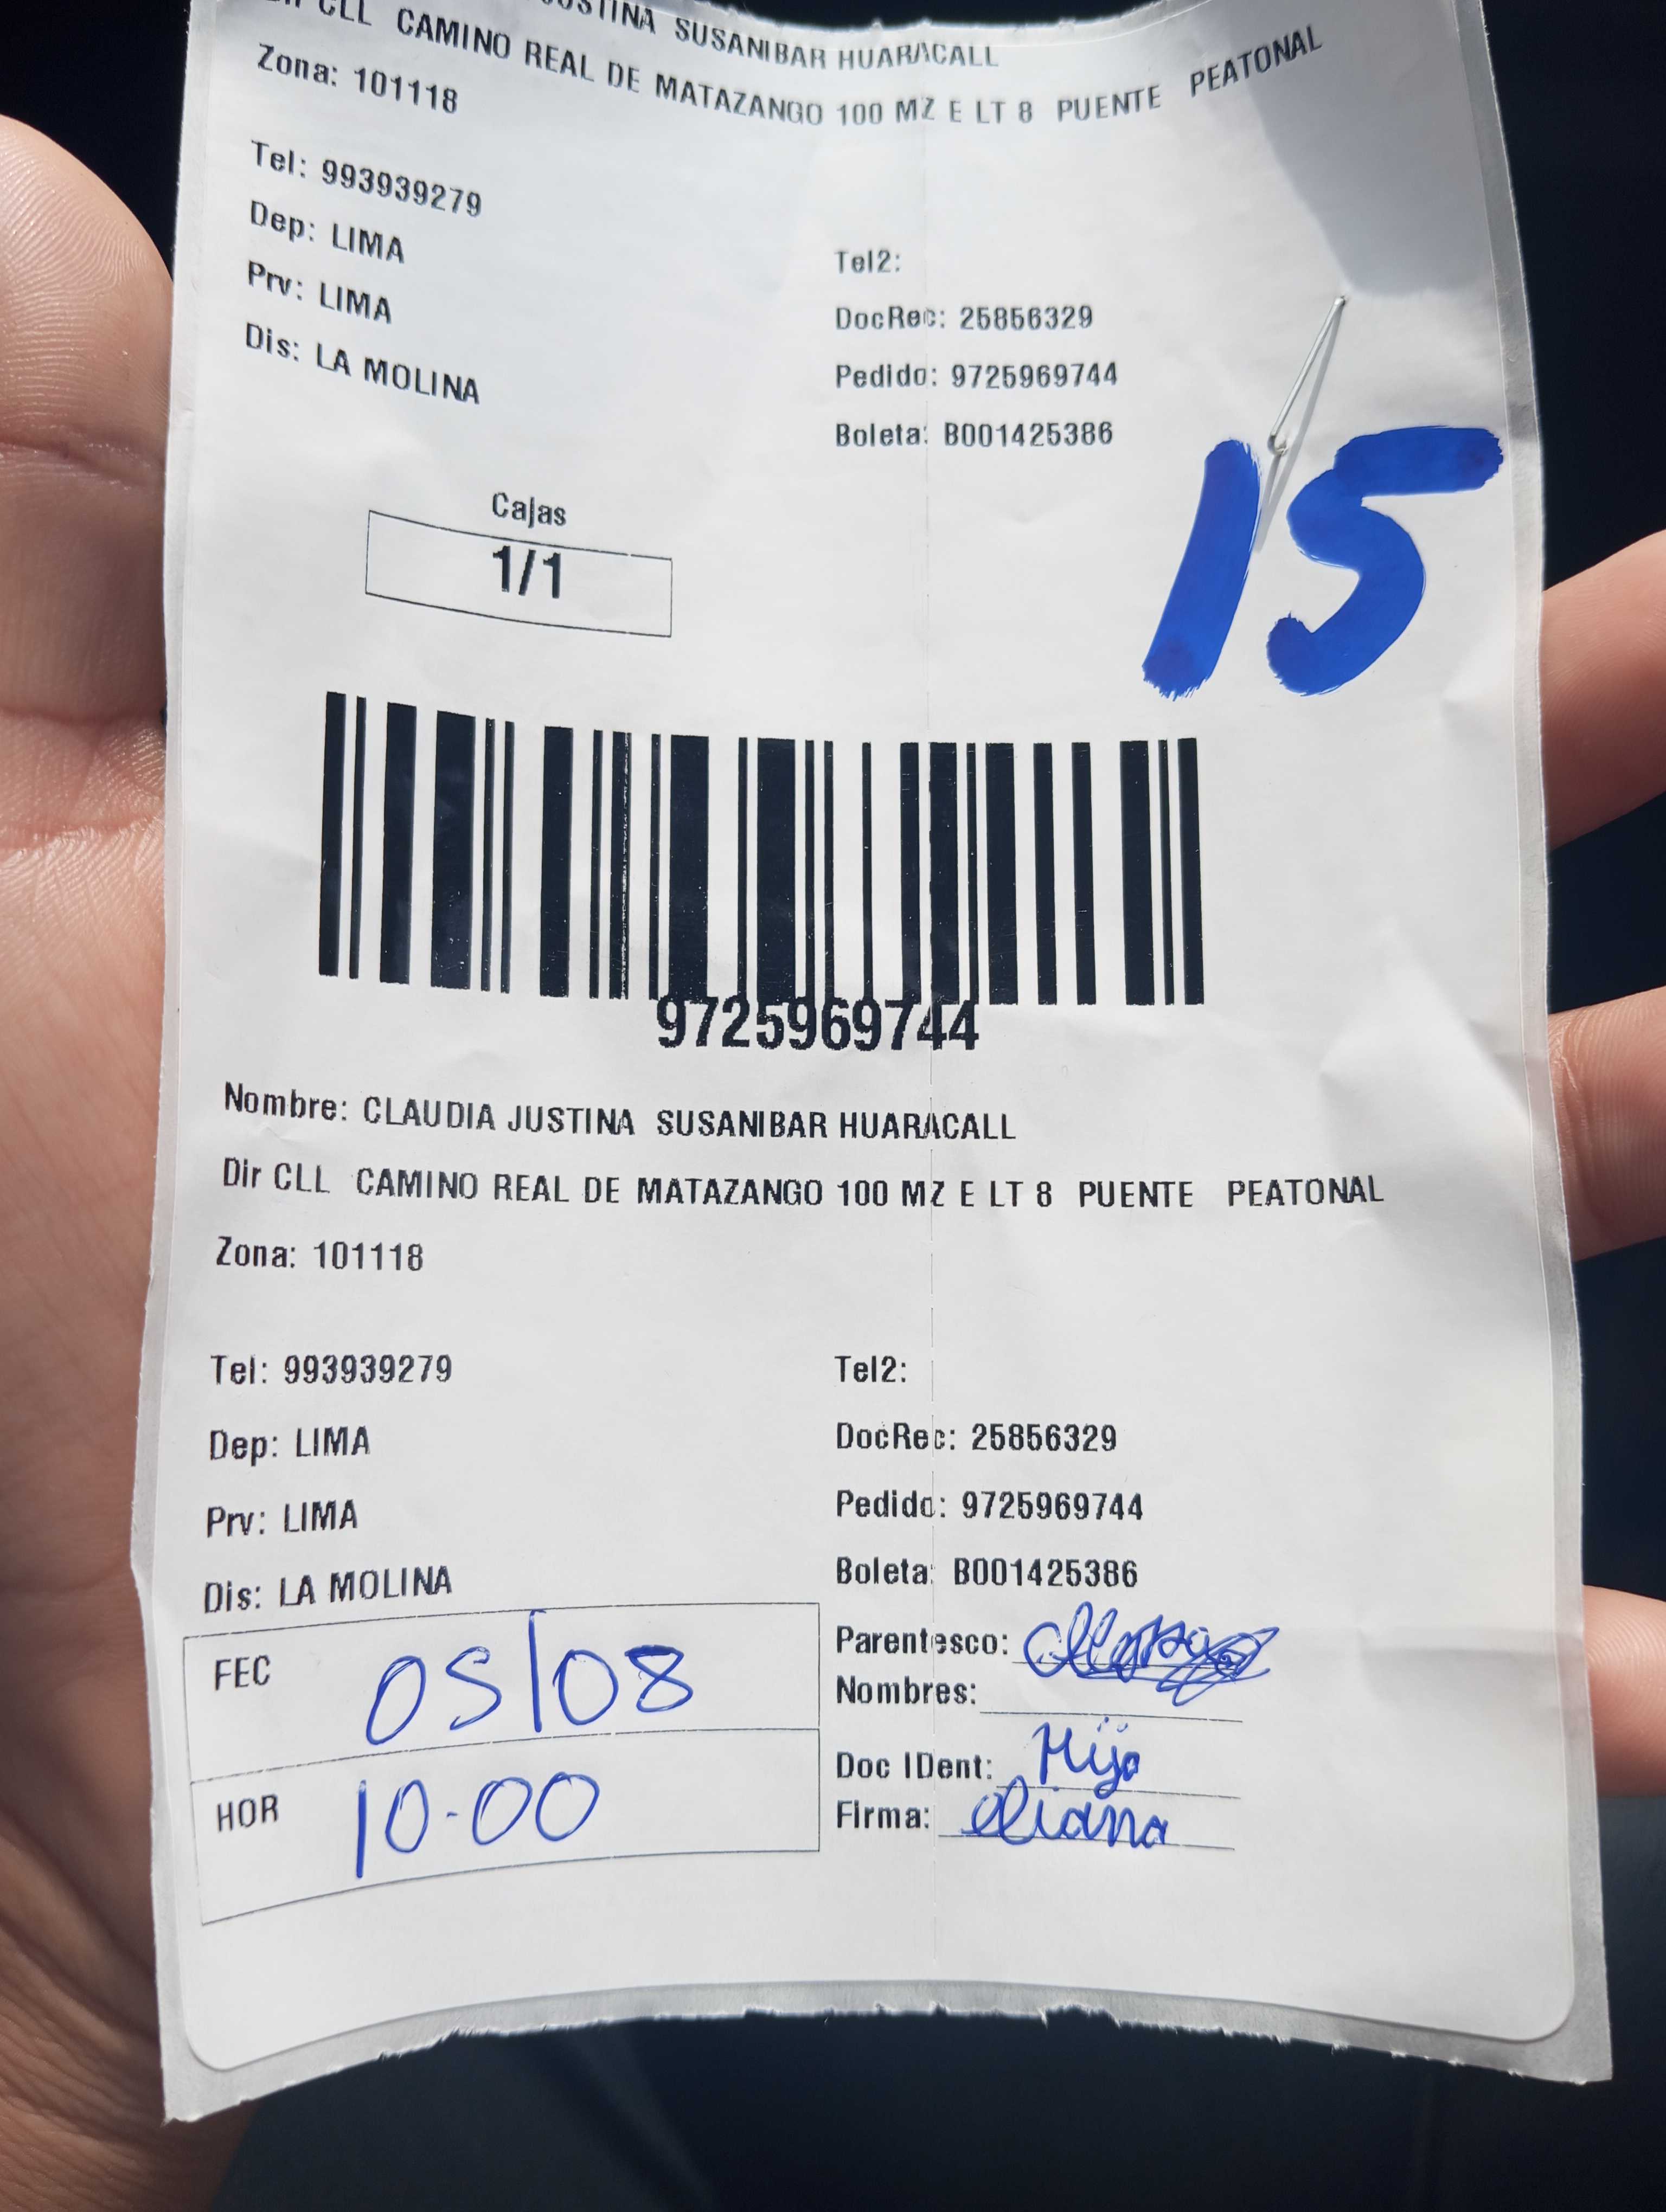 JUSTINA SUSANIBAR HUARACALL
Dir CLL CAMINO REAL DE MATAZANGO 100 MZ E LT 8 PUENTE PEATONAL
Zona: 101118
Tel: 993939279
Dep: LIMA
Tel2:
Prv: LIMA
DocRec: 25856329
Dis: LA MOLINA
Pedido: 9725969744
Boleta: B001425386
15
Cajas
1/1
9725969744
Nombre: CLAUDIA JUSTINA SUSANIBAR HUARACALL
Dir CLL CAMINO REAL DE MATAZANGO 100 MZ E LT 8 PUENTE PEATONAL
Zona: 101118
Tel: 993939279
Tel2:
Dep: LIMA
DocRec: 25856329
Prv: LIMA
Pedido: 9725969744
Dis: LA MOLINA
Boleta: B001425386
FEC 05/08
Parentesco:
Nombres:
HOR 10-00
Doc IDent: Hija
Firma: eliana